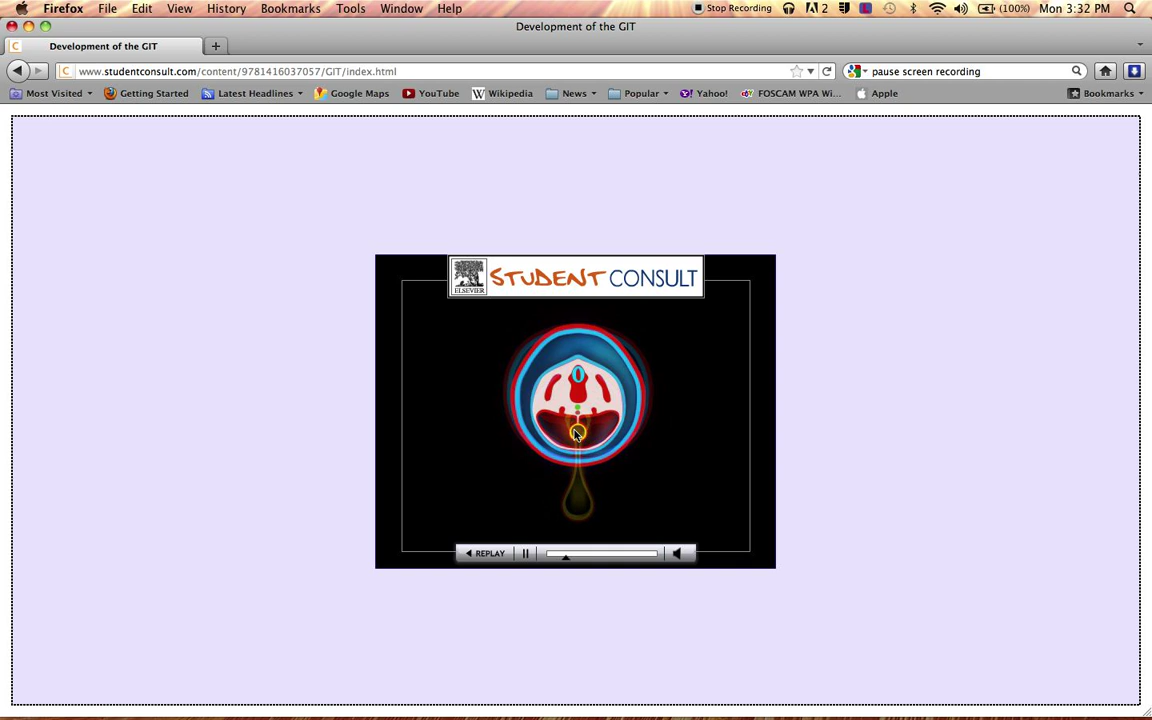 Firefox File Edit View History Bookmarks Tools Window Help Stop Recording 2 (100%) Mon 3:32 PM
Development of the GIT
Development of the GIT
www.studentconsult.com/content/9781416037057/GIT/index.html pause screen recording
Most Visited Getting Started Latest Headlines Google Maps YouTube Wikipedia News Popular Yahoo! FOSCAM WPA Wi... Apple Bookmarks
ELSEVIER STUDENT CONSULT
REPLAY